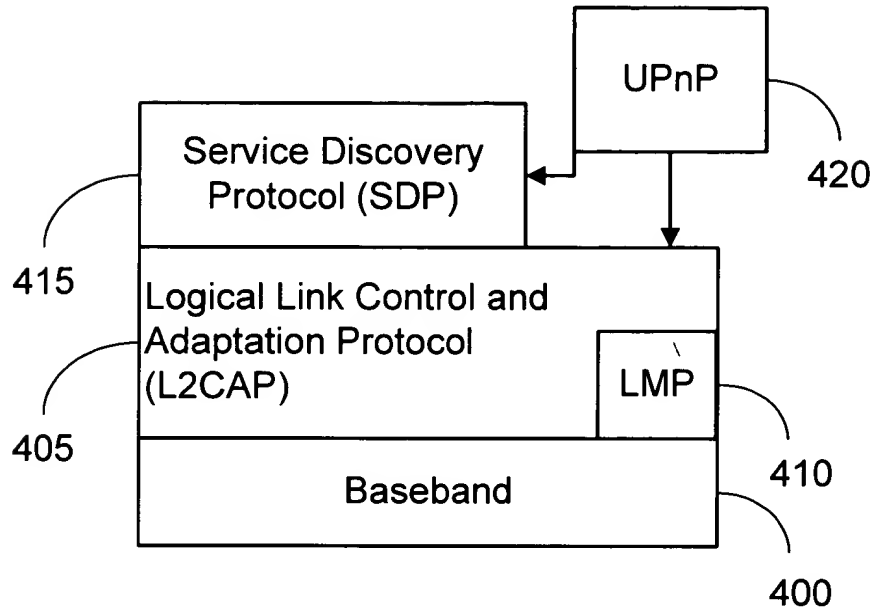 UPnP
420
Service Discovery
Protocol (SDP)
415
Logical Link Control and
Adaptation Protocol
(L2CAP)
LMP
405
410
Baseband
400